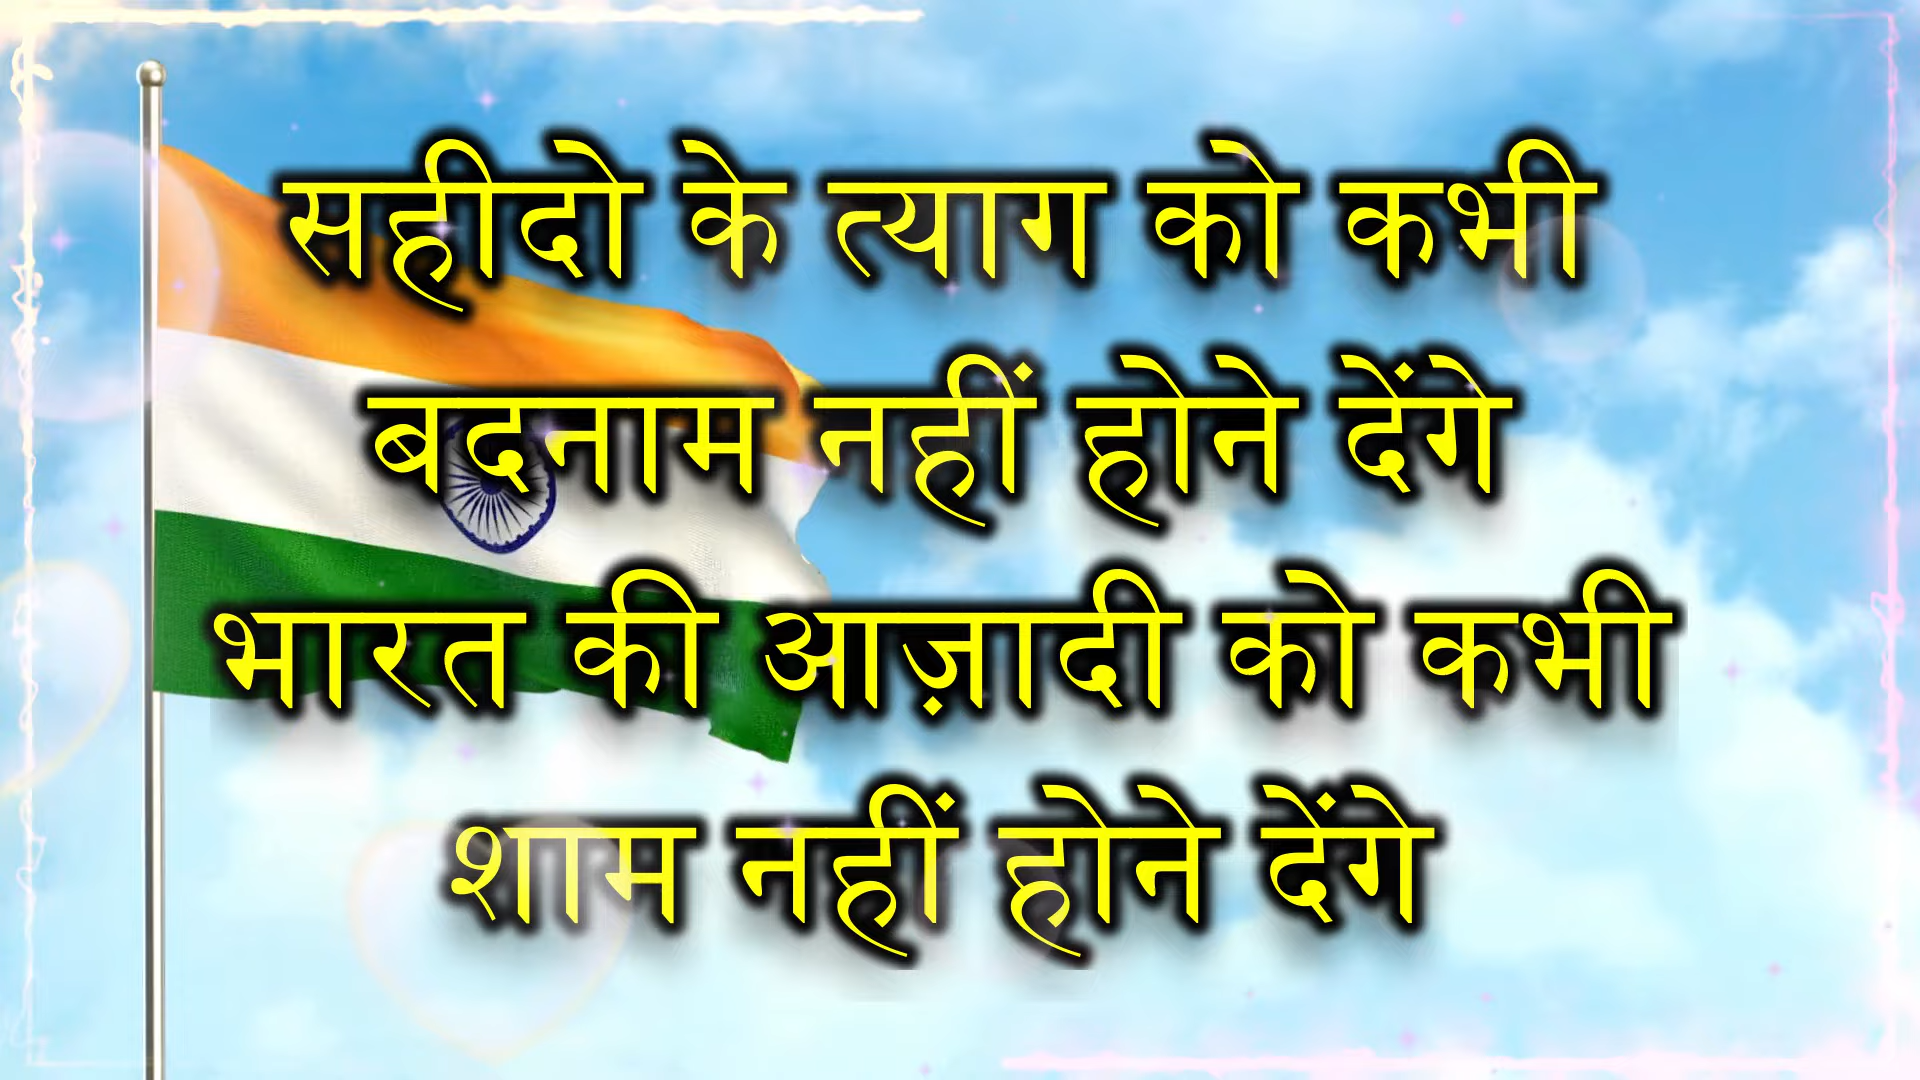 सहीदो के त्याग को कभी
बदनाम नहीं होने देंगे
भारत की आज़ादी को कभी
शाम नहीं होने देंगे